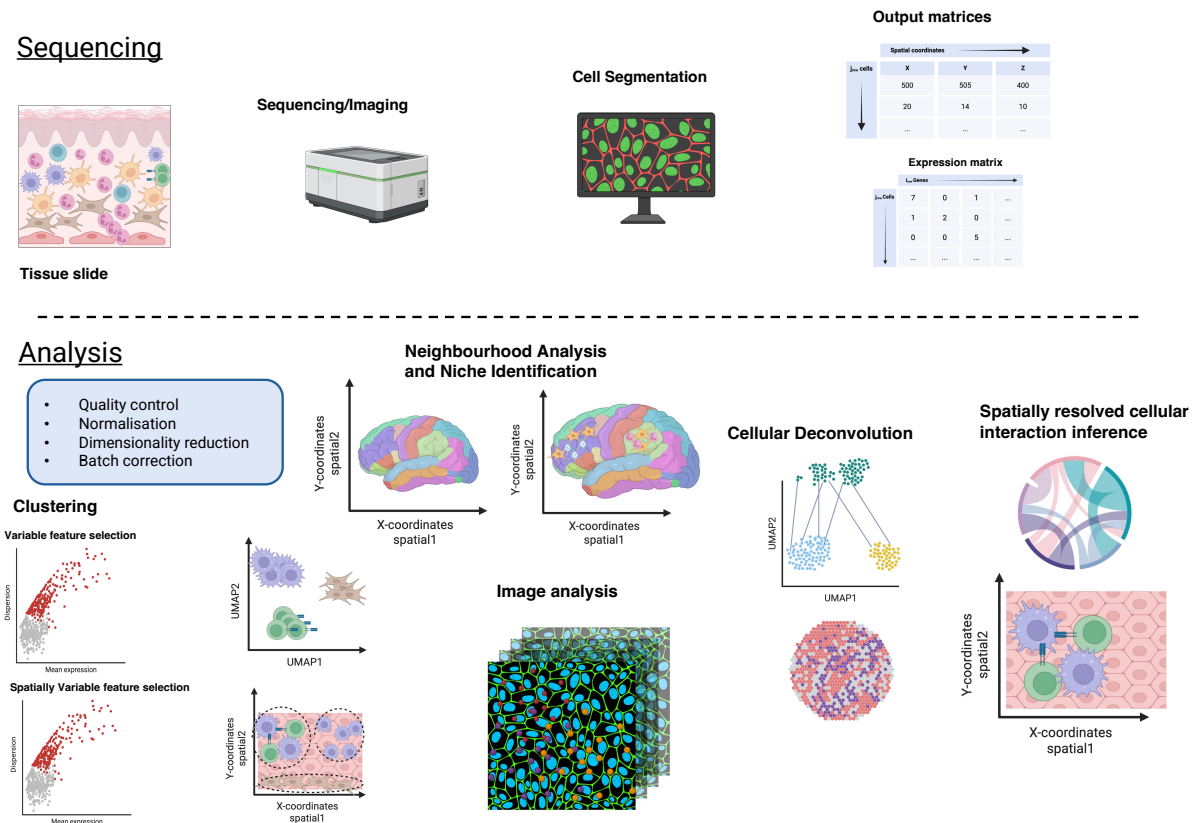 Sequencing
Tissue slide
Sequencing/Imaging
Cell Segmentation
Output matrices
Spatial coordinates
X Y Z
500 505 400
20 14 10
... ... ...
Expression matrix
7 0 1 ...
1 2 0 ...
0 0 5 ...
... ... ... ...
Analysis
• Quality control
• Normalisation
• Dimensionality reduction
• Batch correction
Clustering
Variable feature selection
Dispersion
Mean expression
Spatially Variable feature selection
Dispersion
Mean expression
UMAP2
UMAP1
Y-coordinates
spatial2
X-coordinates
spatial1
Neighbourhood Analysis
and Niche Identification
Y-coordinates
spatial2
X-coordinates
spatial1
Y-coordinates
spatial2
X-coordinates
spatial1
Image analysis
Cellular Deconvolution
UMAP2
UMAP1
Spatially resolved cellular
interaction inference
Y-coordinates
spatial2
X-coordinates
spatial1